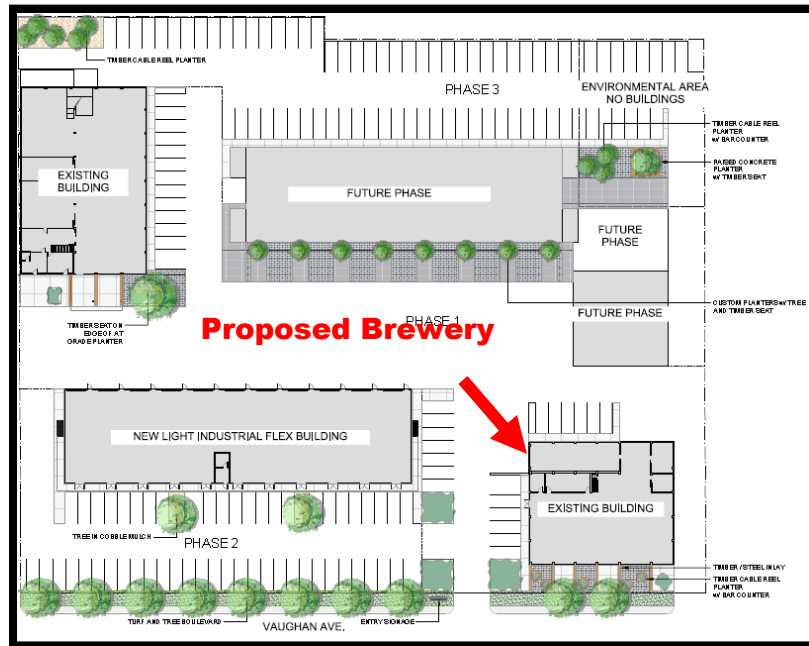 TIMBER CABLE REEL PLANTER
PHASE 3
ENVIRONMENTAL AREA
NO BUILDINGS
TIMBER CABLE REEL
PLANTER
W/ BAR COUNTER
RAISED CONCRETE
PLANTER
W/ TIMBER SEAT
EXISTING
BUILDING
FUTURE PHASE
FUTURE
PHASE
CUSTOM PLANTERS W/ TREE
AND TIMBER SEAT
FUTURE PHASE
TIMBER SEAT ON
EDGE OF AT
GRADE PLANTER
PHASE 1
Proposed Brewery
NEW LIGHT INDUSTRIAL FLEX BUILDING
EXISTING BUILDING
TREE IN COBBLE MULCH
PHASE 2
TIMBER / STEEL INLAY
TIMBER CABLE REEL
PLANTER
W/ BAR COUNTER
TURF AND TREE BOULEVARD
VAUGHAN AVE.
ENTRY SIGNAGE